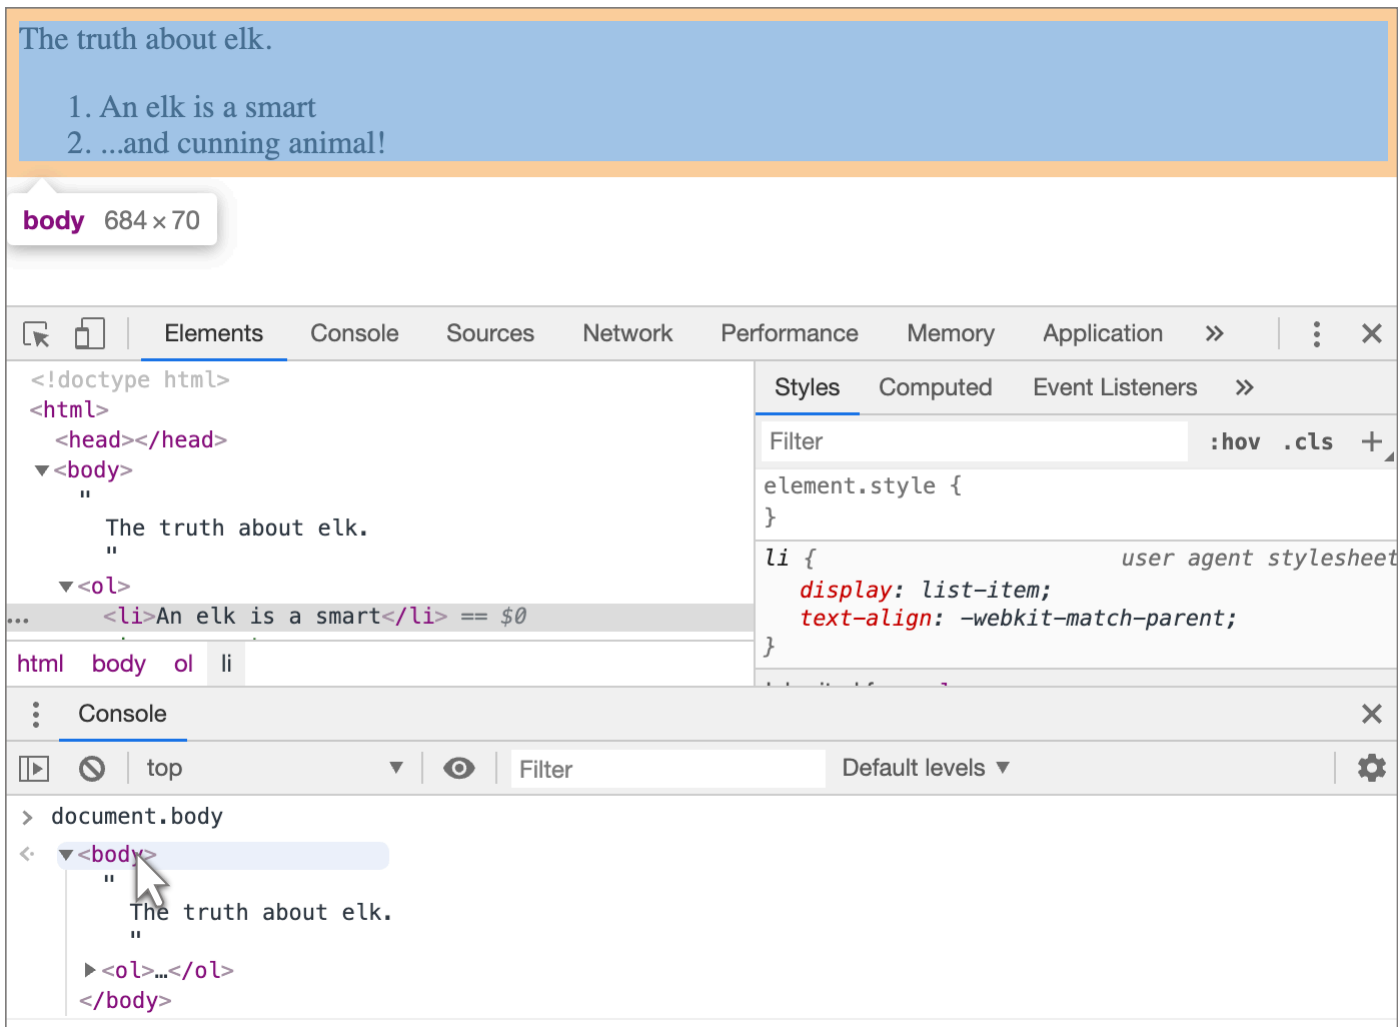 The truth about elk.
1. An elk is a smart
2. ...and cunning animal!
body 684 × 70
Elements Console Sources Network Performance Memory Application »
<!doctype html>
<html>
<head></head>
▼<body>
"
The truth about elk.
"
▼<ol>
... <li>An elk is a smart</li> == $0
html body ol li
Styles Computed Event Listeners »
Filter :hov .cls +
element.style {
}
li { user agent stylesheet
display: list-item;
text-align: -webkit-match-parent;
}
Console
top ▼ Filter Default levels ▼
> document.body
▼<body>
"
The truth about elk.
"
▶<ol>…</ol>
</body>